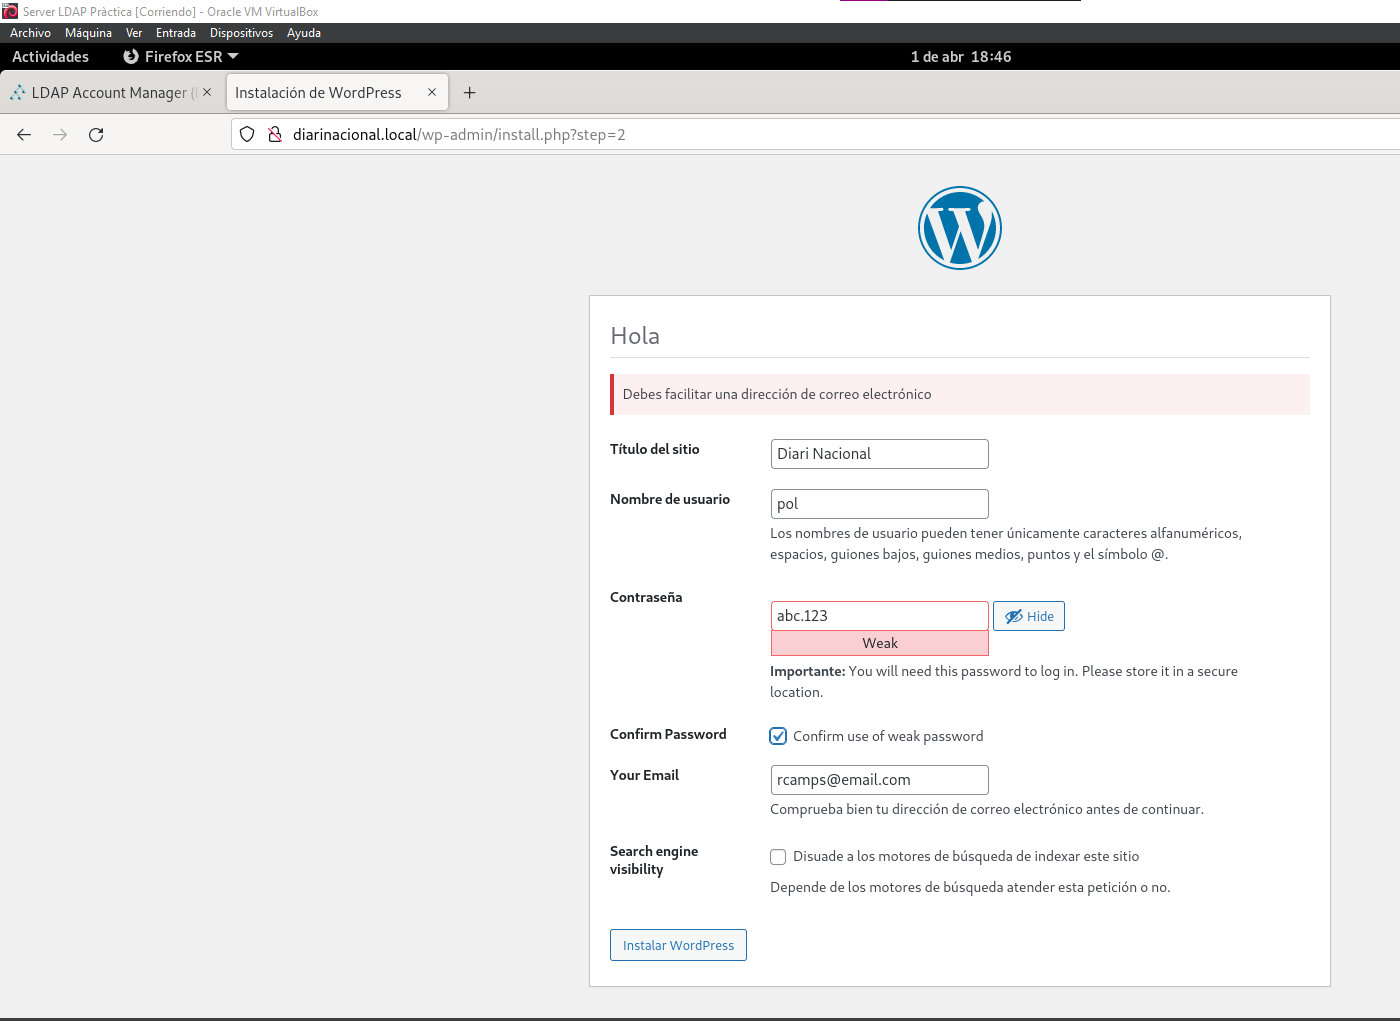 Server LDAP Pràctica [Corriendo] - Oracle VM VirtualBox
Archivo Máquina Ver Entrada Dispositivos Ayuda
Actividades Firefox ESR 1 de abr 18:46
LDAP Account Manager ( Instalación de WordPress
diarinacional.local/wp-admin/install.php?step=2
Hola
Debes facilitar una dirección de correo electrónico
Título del sitio Diari Nacional
Nombre de usuario pol
Los nombres de usuario pueden tener únicamente caracteres alfanuméricos,
espacios, guiones bajos, guiones medios, puntos y el símbolo @.
Contraseña abc.123 Hide
Weak
Importante: You will need this password to log in. Please store it in a secure
location.
Confirm Password Confirm use of weak password
Your Email rcamps@email.com
Comprueba bien tu dirección de correo electrónico antes de continuar.
Search engine
visibility
Disuade a los motores de búsqueda de indexar este sitio
Depende de los motores de búsqueda atender esta petición o no.
Instalar WordPress